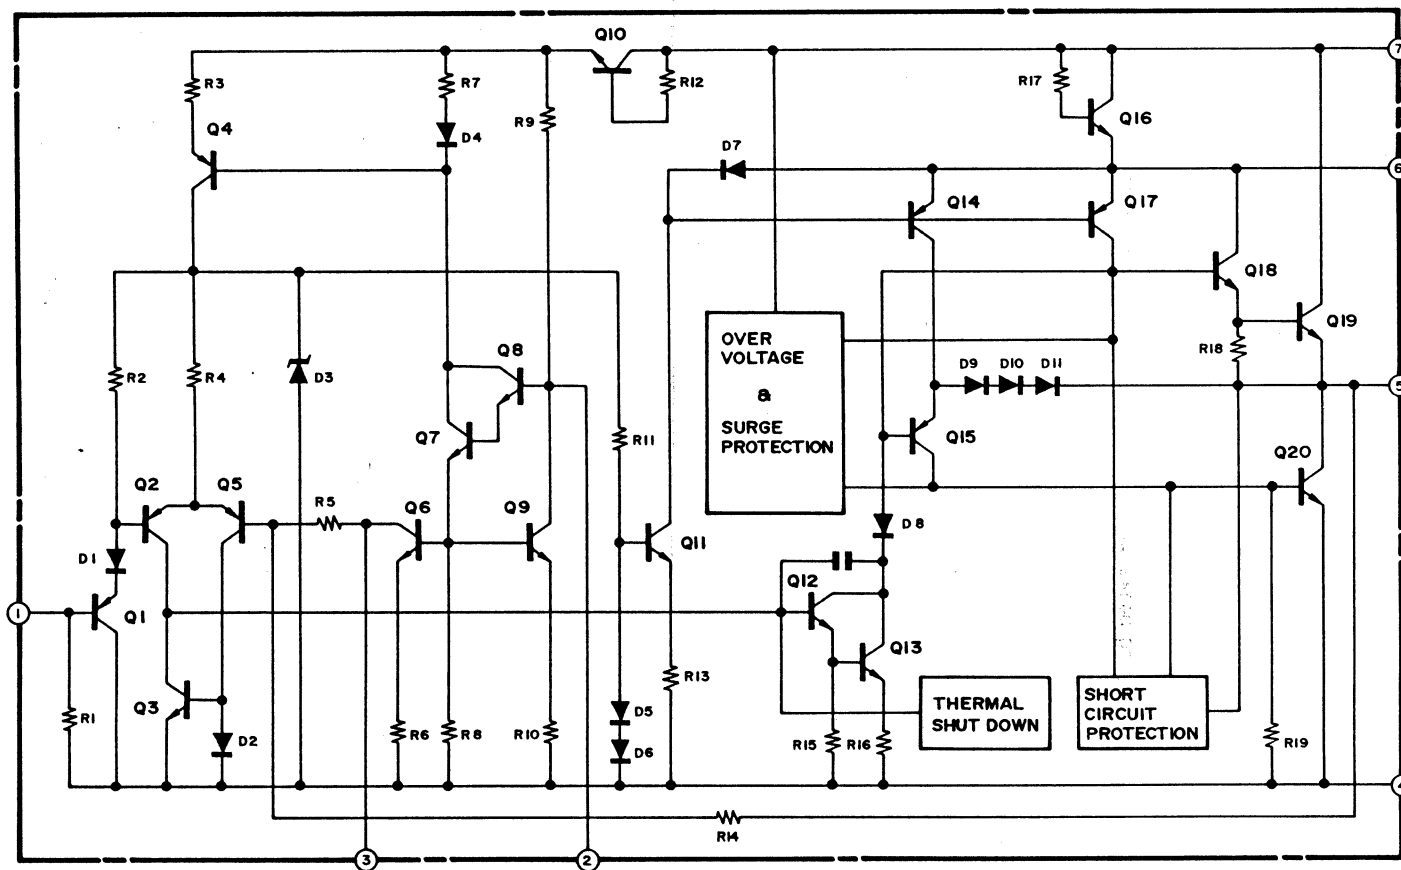 Q10
7
R3
R7
R12
R17
Q4
D4
R9
Q16
D7
6
Q14
Q17
Q18
OVER
VOLTAGE
&
SURGE
PROTECTION
Q19
R2
R4
D3
Q8
R18
D9
D10
D11
5
Q7
R11
Q15
Q20
Q2
Q5
R5
Q6
Q9
D8
Q11
D1
Q12
1
Q1
Q13
R13
Q3
THERMAL
SHUT DOWN
SHORT
CIRCUIT
PROTECTION
R1
D2
R6
R8
R10
D5
D6
R15
R16
R19
4
R14
3
2